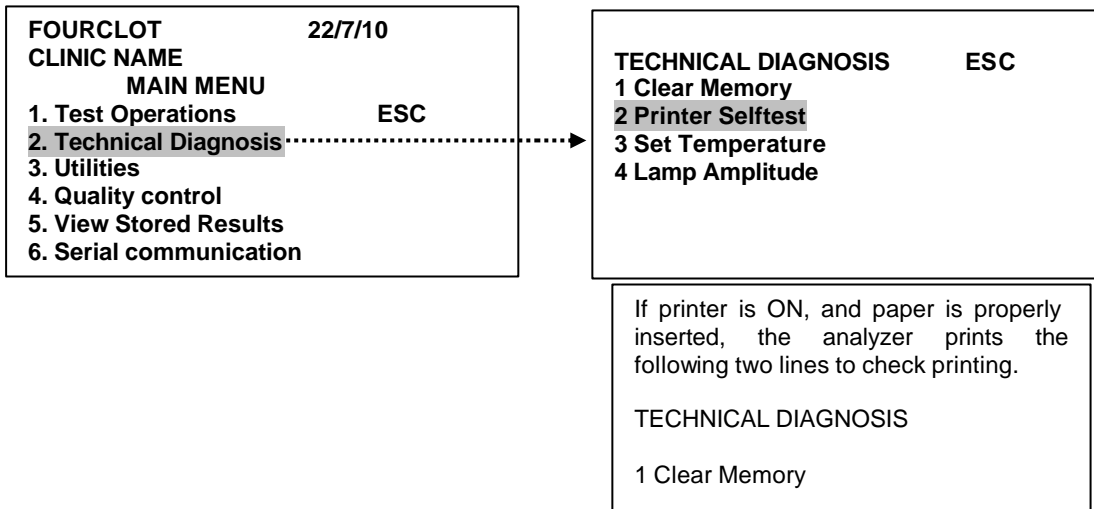 FOURCLOT 22/7/10
CLINIC NAME
MAIN MENU
1. Test Operations ESC
2. Technical Diagnosis
3. Utilities
4. Quality control
5. View Stored Results
6. Serial communication
TECHNICAL DIAGNOSIS ESC
1 Clear Memory
2 Printer Selftest
3 Set Temperature
4 Lamp Amplitude
If printer is ON, and paper is properly
inserted, the analyzer prints the
following two lines to check printing.
TECHNICAL DIAGNOSIS
1 Clear Memory